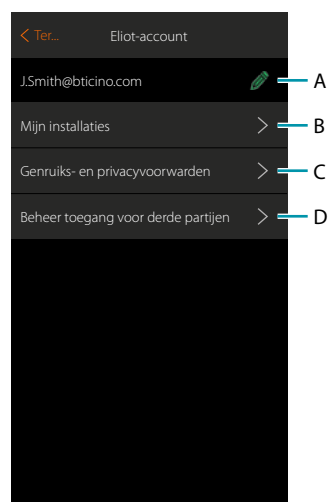 < Ter... Eliot-account
J.Smith@bticino.com A
Mijn installaties B
Genruiks- en privacyvoorwarden C
Beheer toegang voor derde partijen D